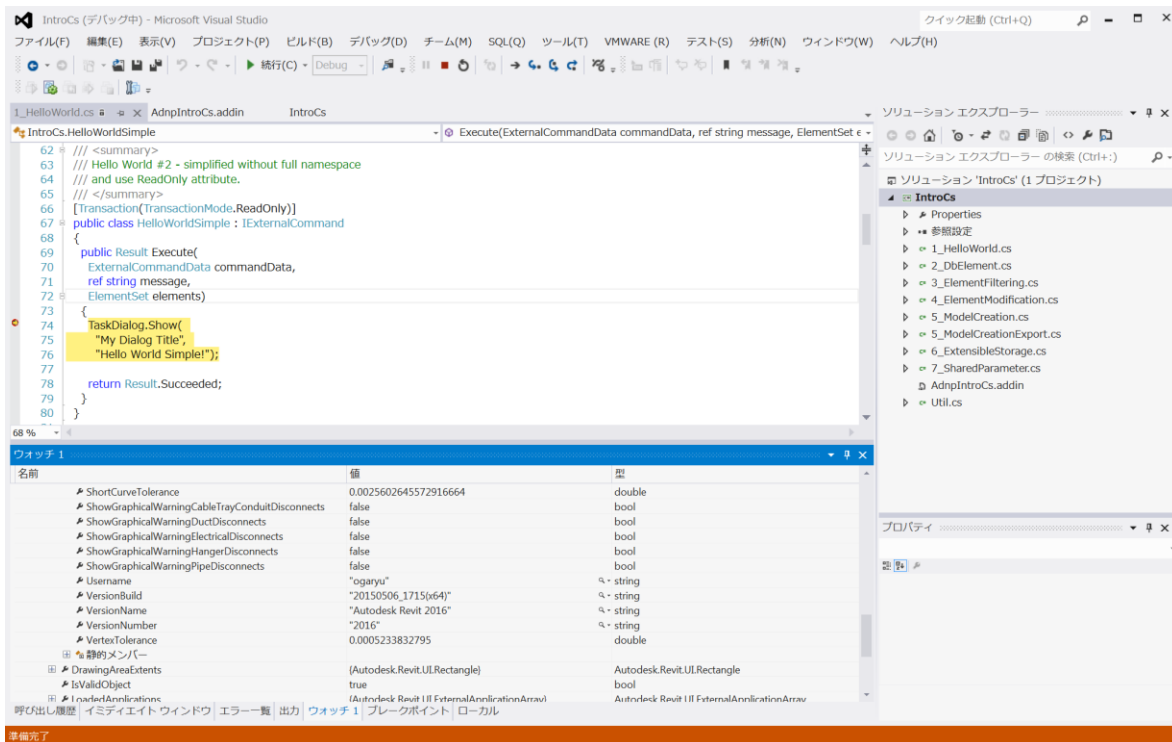 IntroCs (デバッグ中) - Microsoft Visual Studio
クイック起動 (Ctrl+Q)
ファイル(F) 編集(E) 表示(V) プロジェクト(P) ビルド(B) デバッグ(D) チーム(M) SQL(Q) ツール(T) VMWARE (R) テスト(S) 分析(N) ウィンドウ(W) ヘルプ(H)
続行(C) Debug
1_HelloWorld.cs AdnpIntroCs.addin IntroCs
IntroCs.HelloWorldSimple
Execute(ExternalCommandData commandData, ref string message, ElementSet e
62 /// <summary>
63 /// Hello World #2 - simplified without full namespace
64 /// and use ReadOnly attribute.
65 /// </summary>
66 [Transaction(TransactionMode.ReadOnly)]
67 public class HelloWorldSimple : IExternalCommand
68 {
69 public Result Execute(
70 ExternalCommandData commandData,
71 ref string message,
72 ElementSet elements)
73 {
74 TaskDialog.Show(
75 "My Dialog Title",
76 "Hello World Simple!");
77
78 return Result.Succeeded;
79 }
80 }
68 %
ウォッチ 1
名前 値 型
ShortCurveTolerance 0.0025602645572916664 double
ShowGraphicalWarningCableTrayConduitDisconnects false bool
ShowGraphicalWarningDuctDisconnects false bool
ShowGraphicalWarningElectricalDisconnects false bool
ShowGraphicalWarningHangerDisconnects false bool
ShowGraphicalWarningPipeDisconnects false bool
Username "ogaryu" string
VersionBuild "20150506_1715(x64)" string
VersionName "Autodesk Revit 2016" string
VersionNumber "2016" string
VertexTolerance 0.0005233832795 double
静的メンバー
DrawingAreaExtents {Autodesk.Revit.UI.Rectangle} Autodesk.Revit.UI.Rectangle
IsValidObject true bool
LoadedApplications {Autodesk.Revit.UI.ExternalApplicationArray} Autodesk.Revit.UI.ExternalApplicationArray
呼び出し履歴 イミディエイト ウィンドウ エラー一覧 出力 ウォッチ 1 ブレークポイント ローカル
準備完了
ソリューション エクスプローラー
ソリューション エクスプローラー の検索 (Ctrl+:)
ソリューション 'IntroCs' (1 プロジェクト)
IntroCs
Properties
参照設定
1_HelloWorld.cs
2_DbElement.cs
3_ElementFiltering.cs
4_ElementModification.cs
5_ModelCreation.cs
5_ModelCreationExport.cs
6_ExtensibleStorage.cs
7_SharedParameter.cs
AdnpIntroCs.addin
Util.cs
プロパティ